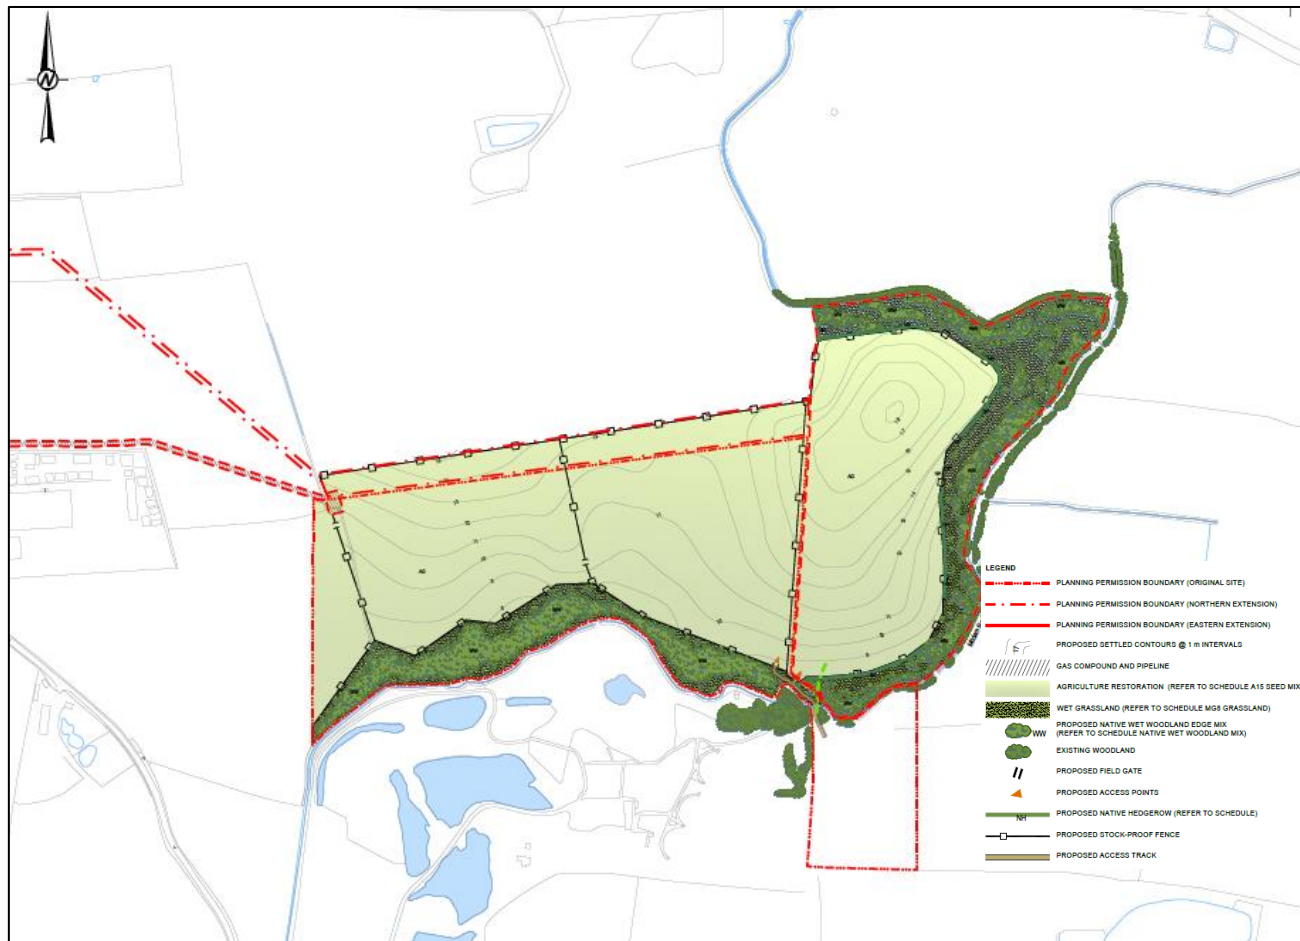 N
LEGEND
PLANNING PERMISSION BOUNDARY (ORIGINAL SITE)
PLANNING PERMISSION BOUNDARY (NORTHERN EXTENSION)
PLANNING PERMISSION BOUNDARY (EASTERN EXTENSION)
17 PROPOSED SETTLED CONTOURS @ 1 m INTERVALS
GAS COMPOUND AND PIPELINE
AGRICULTURE RESTORATION (REFER TO SCHEDULE A15 SEED MIX
WET GRASSLAND (REFER TO SCHEDULE MG8 GRASSLAND)
PROPOSED NATIVE WET WOODLAND EDGE MIX
WW (REFER TO SCHEDULE NATIVE WET WOODLAND MIX)
EXISTING WOODLAND
PROPOSED FIELD GATE
PROPOSED ACCESS POINTS
NH PROPOSED NATIVE HEDGEROW (REFER TO SCHEDULE)
PROPOSED STOCK-PROOF FENCE
PROPOSED ACCESS TRACK
AG
AG